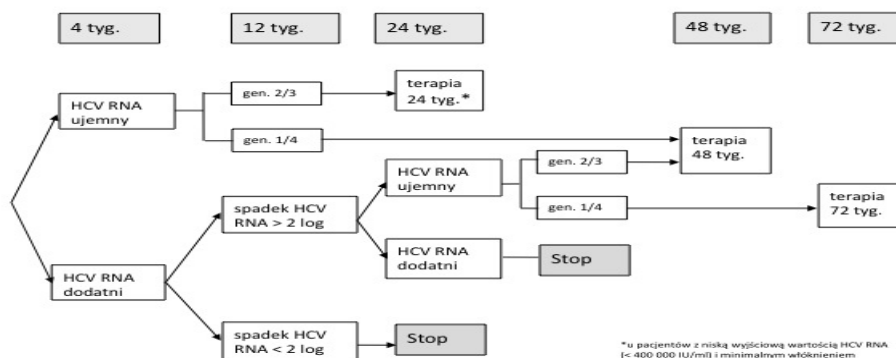 4 tyg.
12 tyg.
24 tyg.
48 tyg.
72 tyg.
HCV RNA
ujemny
gen. 2/3
terapia
24 tyg.*
gen. 1/4
terapia
48 tyg.
HCV RNA
ujemny
gen. 2/3
gen. 1/4
terapia
72 tyg.
spadek HCV
RNA > 2 log
HCV RNA
dodatni
Stop
HCV RNA
dodatni
spadek HCV
RNA < 2 log
Stop
*u pacjentów z niską wyjściową wartością HCV RNA
(< 400 000 IU/ml) i minimalnym włóknieniem